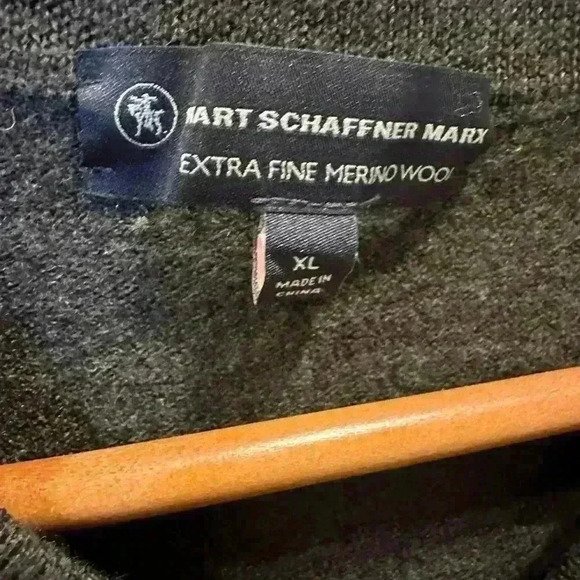 HART SCHAFFNER MARX
EXTRA FINE MERINO WOOL
XL
MADE IN
CHINA